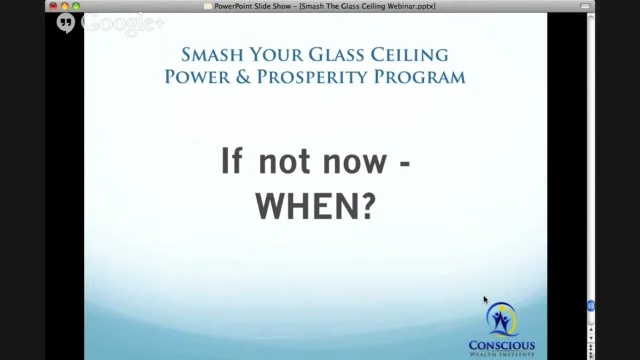 PowerPoint Slide Show - [Smash The Glass Ceiling Webinar.pptx]
Google+
SMASH YOUR GLASS CEILING
POWER & PROSPERITY PROGRAM
If not now -
WHEN?
CONSCIOUS
WEALTH INSTITUTE